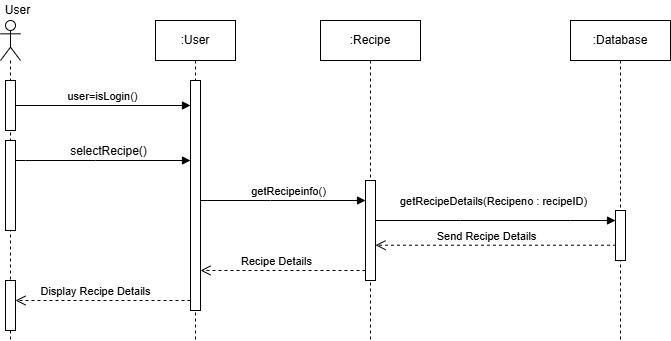 User
:User
:Recipe
:Database
user=isLogin()
selectRecipe()
getRecipeinfo()
getRecipeDetails(Recipeno : recipeID)
Send Recipe Details
Recipe Details
Display Recipe Details